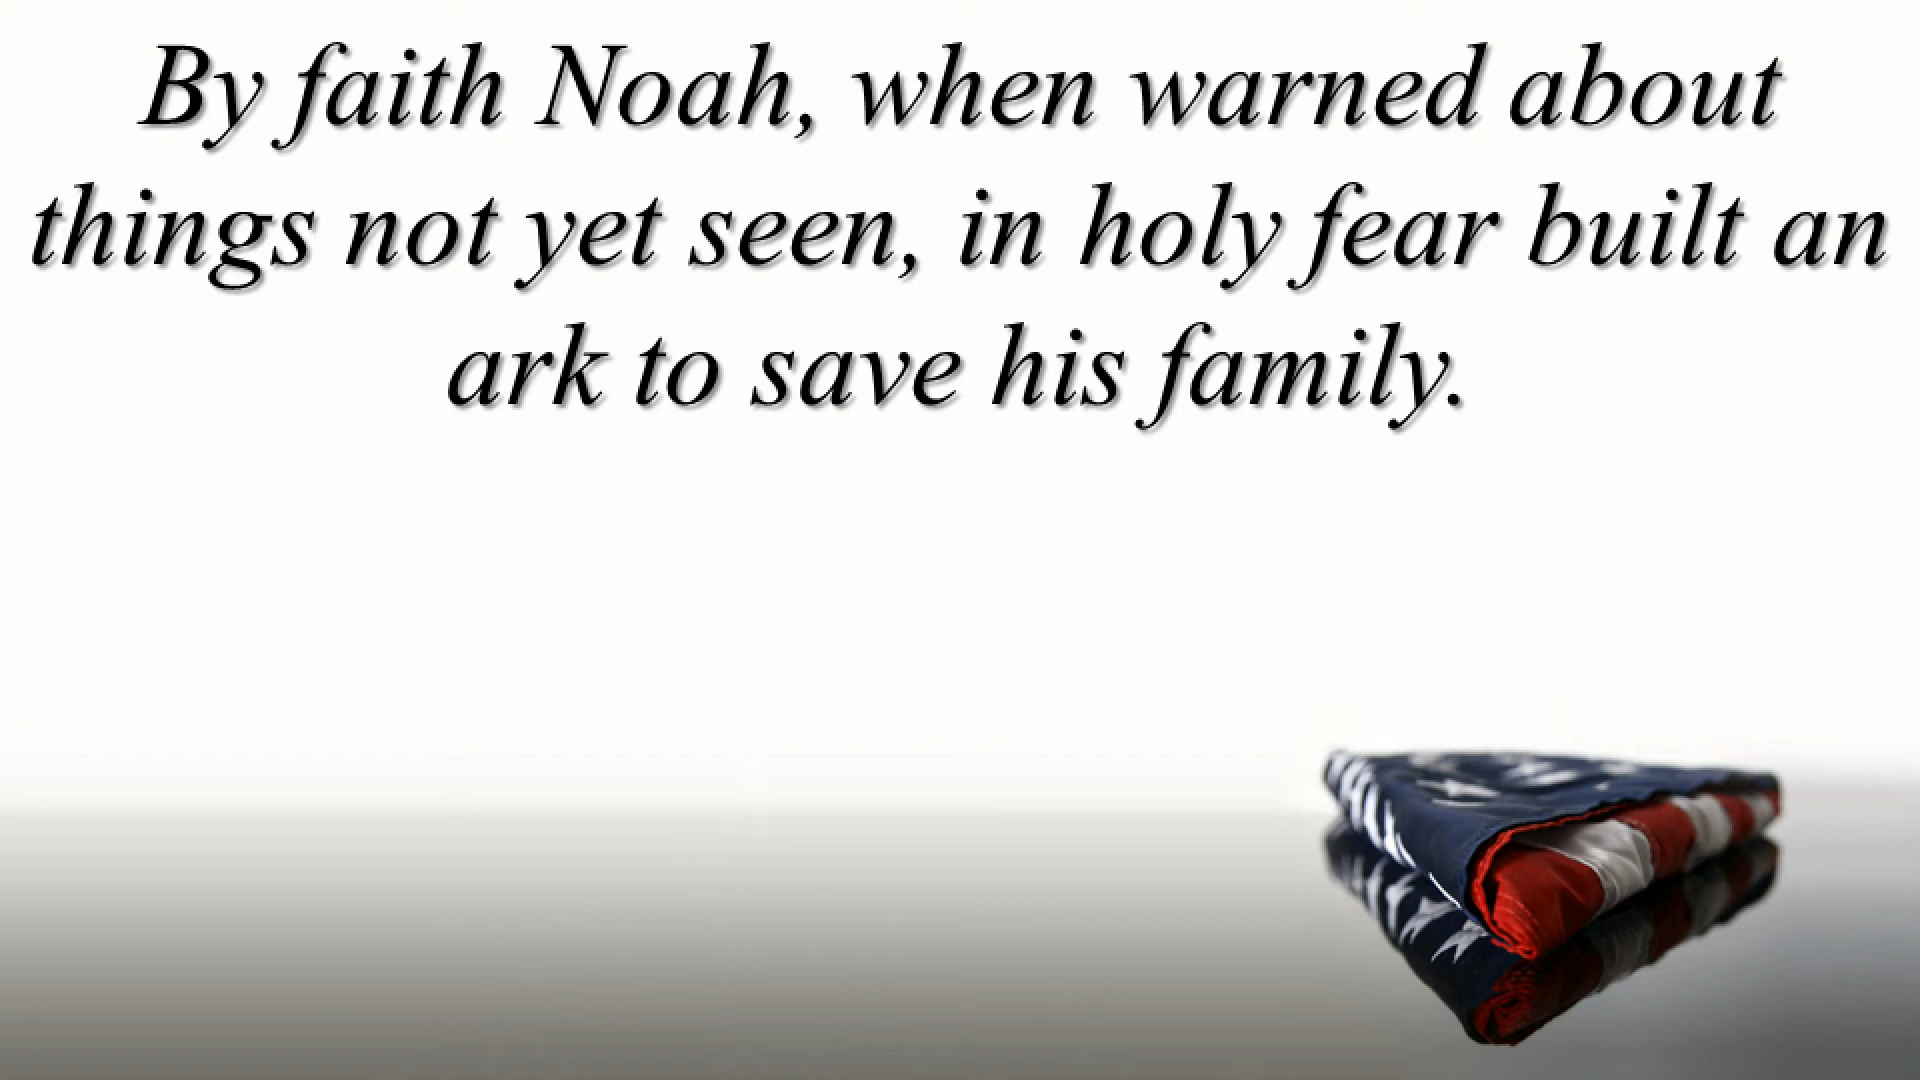 By faith Noah, when warned about
things not yet seen, in holy fear built an
ark to save his family.